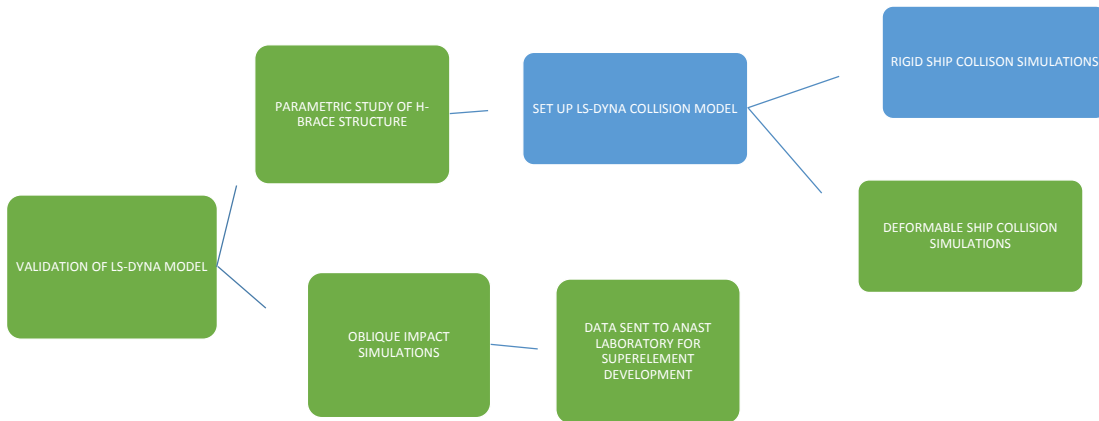 PARAMETRIC STUDY OF H-
BRACE STRUCTURE
SET UP LS-DYNA COLLISION MODEL
RIGID SHIP COLLISON SIMULATIONS
VALIDATION OF LS-DYNA MODEL
DEFORMABLE SHIP COLLISION
SIMULATIONS
OBLIQUE IMPACT
SIMULATIONS
DATA SENT TO ANAST
LABORATORY FOR
SUPERELEMENT
DEVELOPMENT